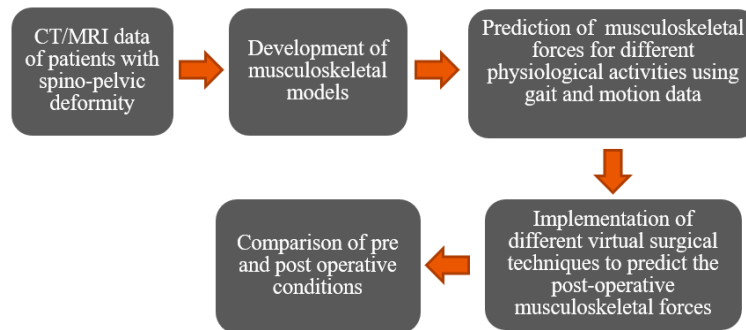 CT/MRI data
of patients with
spino-pelvic
deformity
Development of
musculoskeletal
models
Prediction of musculoskeletal
forces for different
physiological activities using
gait and motion data
Implementation of
different virtual surgical
techniques to predict the
post-operative
musculoskeletal forces
Comparison of pre
and post operative
conditions